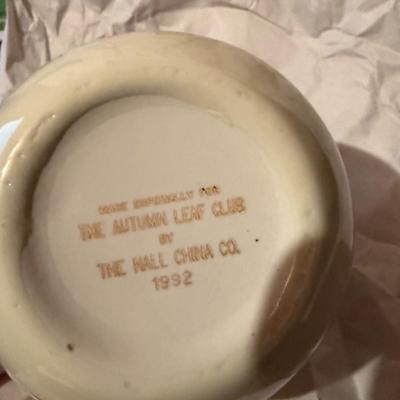 MADE ESPECIALLY FOR
THE AUTUMN LEAF CLUB
BY
THE HALL CHINA CO.
1992